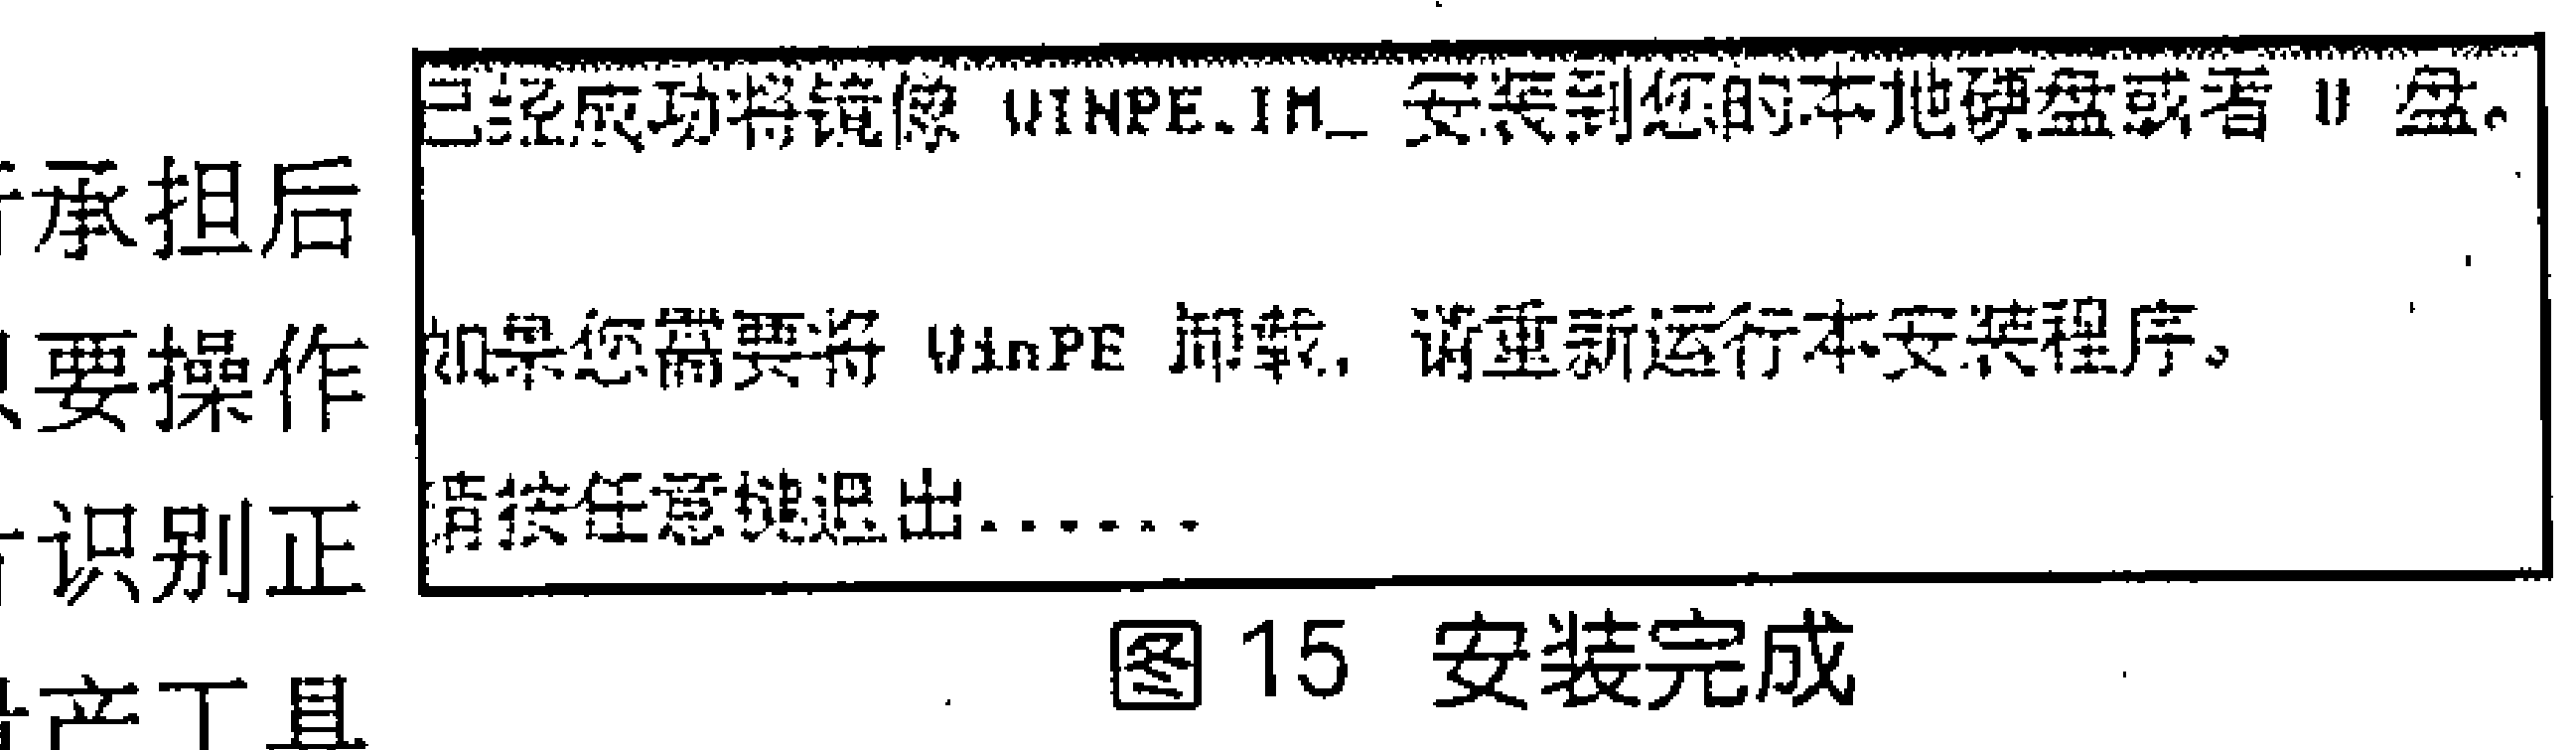 承担后
要操作
识别正
产工具
已经成功将镜像 WINPE.IM_ 安装到您的本地硬盘或者 U 盘。
如果您需要将 WinPE 卸载, 请重新运行本安装程序。
请按任意键退出......
图 15 安装完成